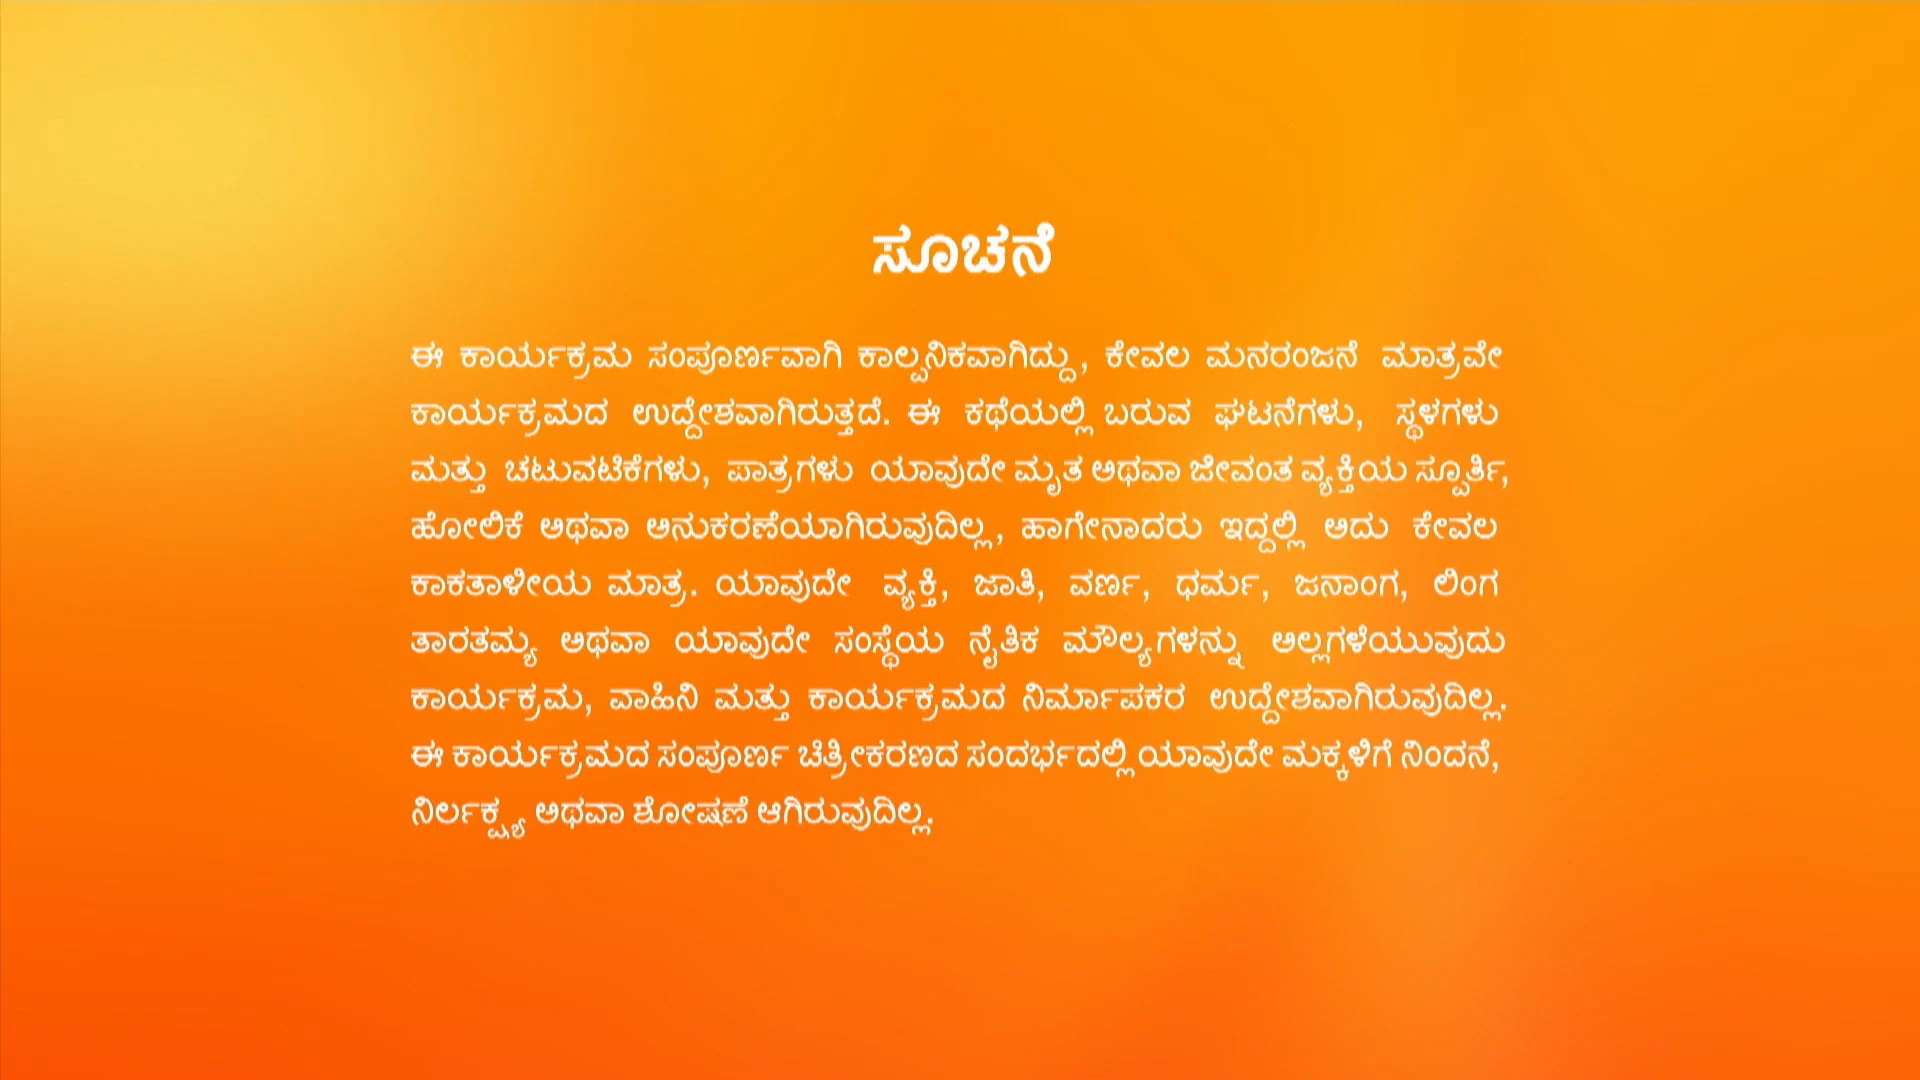 ಸೂಚನೆ
ಈ ಕಾರ್ಯಕ್ರಮ ಸಂಪೂರ್ಣವಾಗಿ ಕಾಲ್ಪನಿಕವಾಗಿದ್ದು, ಕೇವಲ ಮನರಂಜನೆ ಮಾತ್ರವೇ
ಕಾರ್ಯಕ್ರಮದ ಉದ್ದೇಶವಾಗಿರುತ್ತದೆ. ಈ ಕಥೆಯಲ್ಲಿ ಬರುವ ಘಟನೆಗಳು, ಸ್ಥಳಗಳು
ಮತ್ತು ಚಟುವಟಿಕೆಗಳು, ಪಾತ್ರಗಳು ಯಾವುದೇ ಮೃತ ಅಥವಾ ಜೀವಂತ ವ್ಯಕ್ತಿಯ ಸ್ಪೂರ್ತಿ,
ಹೋಲಿಕೆ ಅಥವಾ ಅನುಕರಣೆಯಾಗಿರುವುದಿಲ್ಲ, ಹಾಗೇನಾದರು ಇದ್ದಲ್ಲಿ ಅದು ಕೇವಲ
ಕಾಕತಾಳೀಯ ಮಾತ್ರ. ಯಾವುದೇ ವ್ಯಕ್ತಿ, ಜಾತಿ, ವರ್ಣ, ಧರ್ಮ, ಜನಾಂಗ, ಲಿಂಗ
ತಾರತಮ್ಯ ಅಥವಾ ಯಾವುದೇ ಸಂಸ್ಥೆಯ ನೈತಿಕ ಮೌಲ್ಯಗಳನ್ನು ಅಲ್ಲಗಳೆಯುವುದು
ಕಾರ್ಯಕ್ರಮ, ವಾಹಿನಿ ಮತ್ತು ಕಾರ್ಯಕ್ರಮದ ನಿರ್ಮಾಪಕರ ಉದ್ದೇಶವಾಗಿರುವುದಿಲ್ಲ.
ಈ ಕಾರ್ಯಕ್ರಮದ ಸಂಪೂರ್ಣ ಚಿತ್ರೀಕರಣದ ಸಂದರ್ಭದಲ್ಲಿ ಯಾವುದೇ ಮಕ್ಕಳಿಗೆ ನಿಂದನೆ,
ನಿರ್ಲಕ್ಷ್ಯ ಅಥವಾ ಶೋಷಣೆ ಆಗಿರುವುದಿಲ್ಲ.